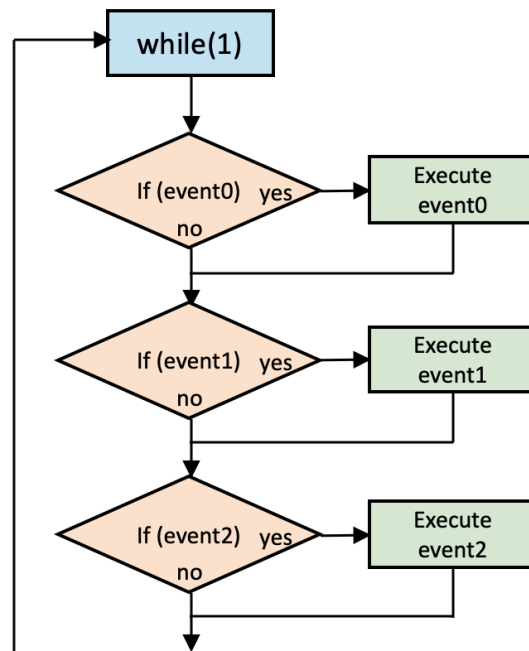 while(1)
If (event0) yes
no
Execute
event0
If (event1) yes
no
Execute
event1
If (event2) yes
no
Execute
event2